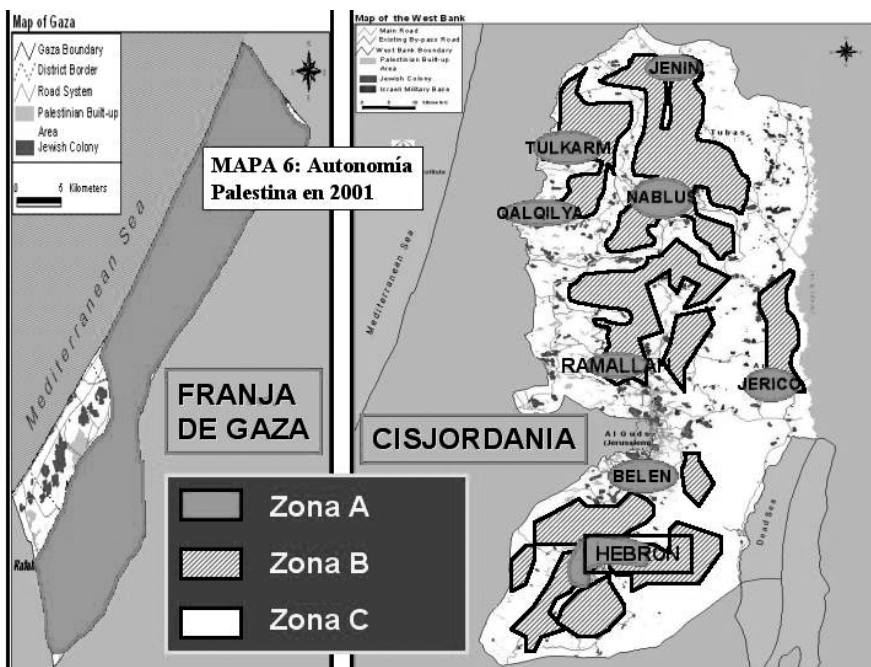 Map of Gaza
Gaza Boundary
District Border
Road System
Palestinian Built-up
Area
Jewish Colony
0 5 Kilometers
Mediterranean Sea
Rafah
MAPA 6: Autonomía
Palestina en 2001
FRANJA
DE GAZA
Map of the West Bank
Main Road
Existing By-pass Road
West Bank Boundary
Palestinian Built-up
Area
Jewish Colony
Israeli Military Base
Mediterranean Sea
JENIN
Tubas
TULKARM
QALQILYA
NABLUS
RAMALLAH
JERICO
CISJORDANIA
Al Quds
(Jerusalem)
BELEN
HEBRON
Dead Sea
Zona A
Zona B
Zona C